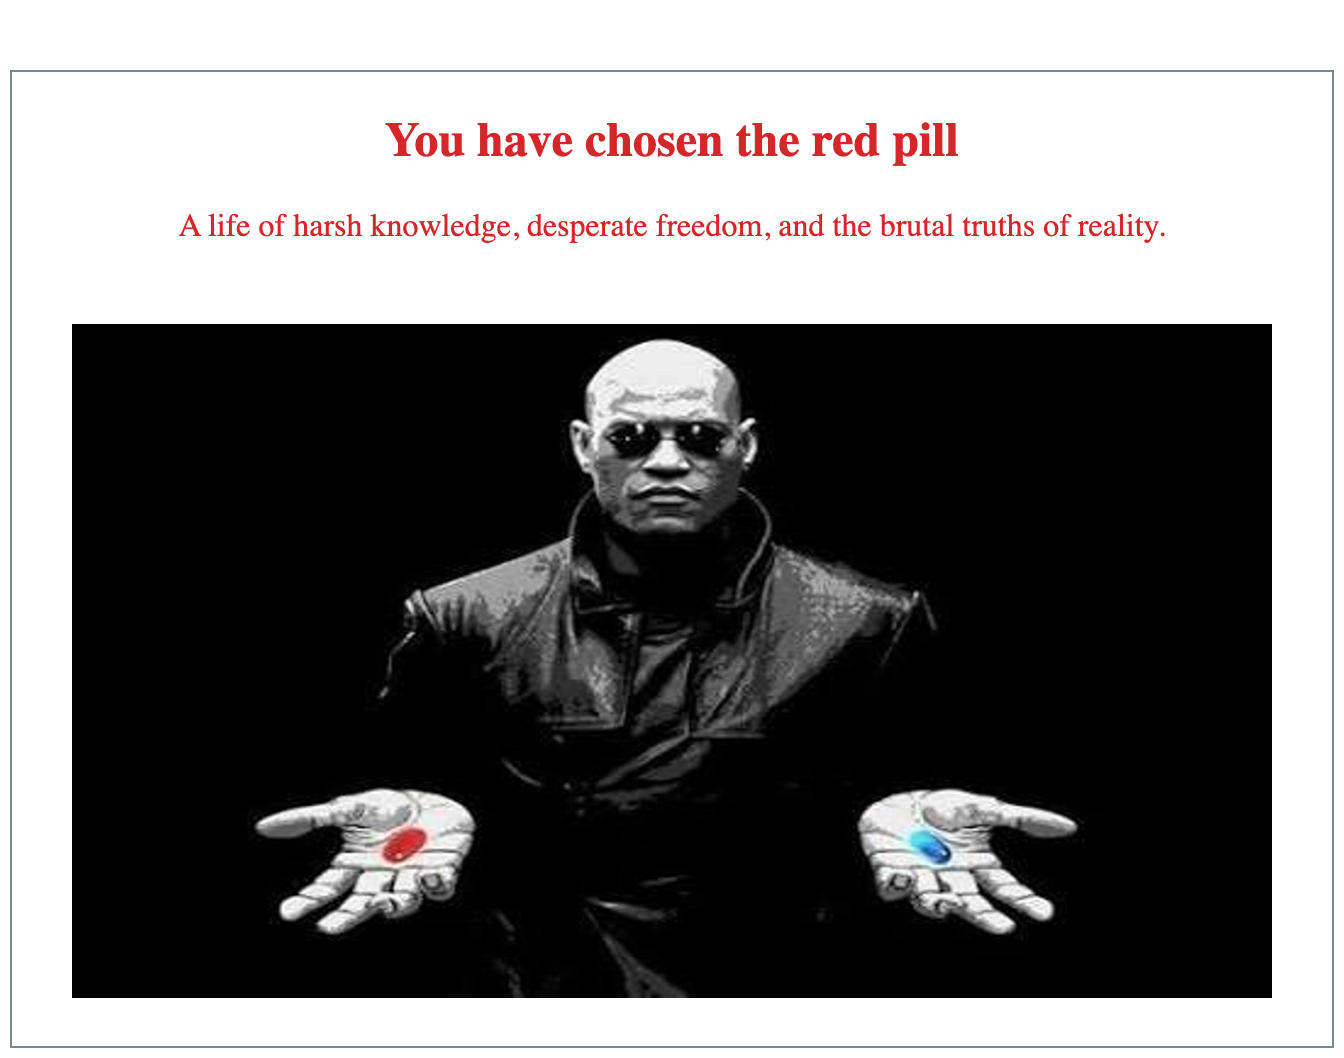 You have chosen the red pill
A life of harsh knowledge, desperate freedom, and the brutal truths of reality.